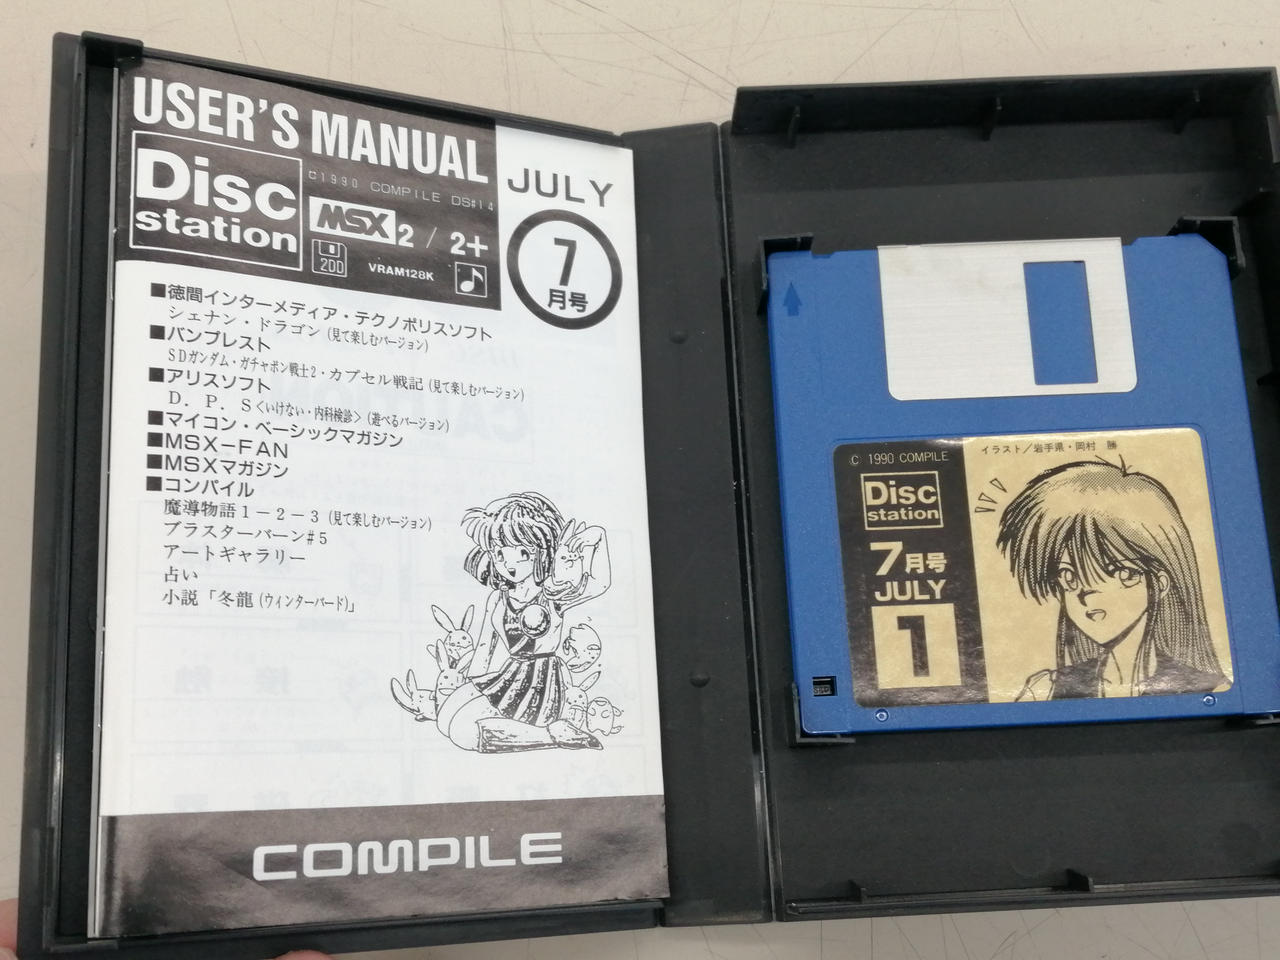 USER'S MANUAL
Disc
station
©1990 COMPILE DS#14
MSX2 / 2+
2DD
VRAM128K
JULY
7
月号
■徳間インターメディア・テクノポリスソフト
シェナン・ドラゴン(見て楽しむバージョン)
■バンプレスト
SDガンダム・ガチャポン戦士2・カプセル戦記(見て楽しむバージョン)
■アリスソフト
D. P. S<いけない・内科検診>(遊べるバージョン)
■マイコン・ベーシックマガジン
■MSX-FAN
■MSXマガジン
■コンパイル
魔導物語1-2-3(見て楽しむバージョン)
ブラスターバーン#5
アートギャラリー
占い
小説「冬龍(ウィンターバード)」
COMPILE
© 1990 COMPILE
イラスト/岩手県・岡村 勝
Disc
station
7月号
JULY
1